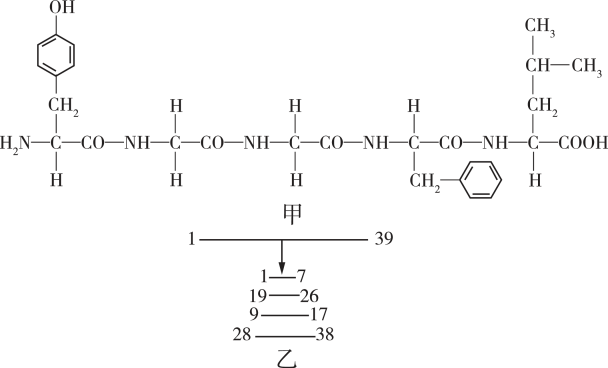 OH
CH₃
CH—CH₃
CH₂ CH₂
H H H
H₂N—C—CO—NH—C—CO—NH—C—CO—NH—C—CO—NH—C—COOH
H H H CH₂ H
甲
1 39
1 7
19 26
9 17
28 38
乙